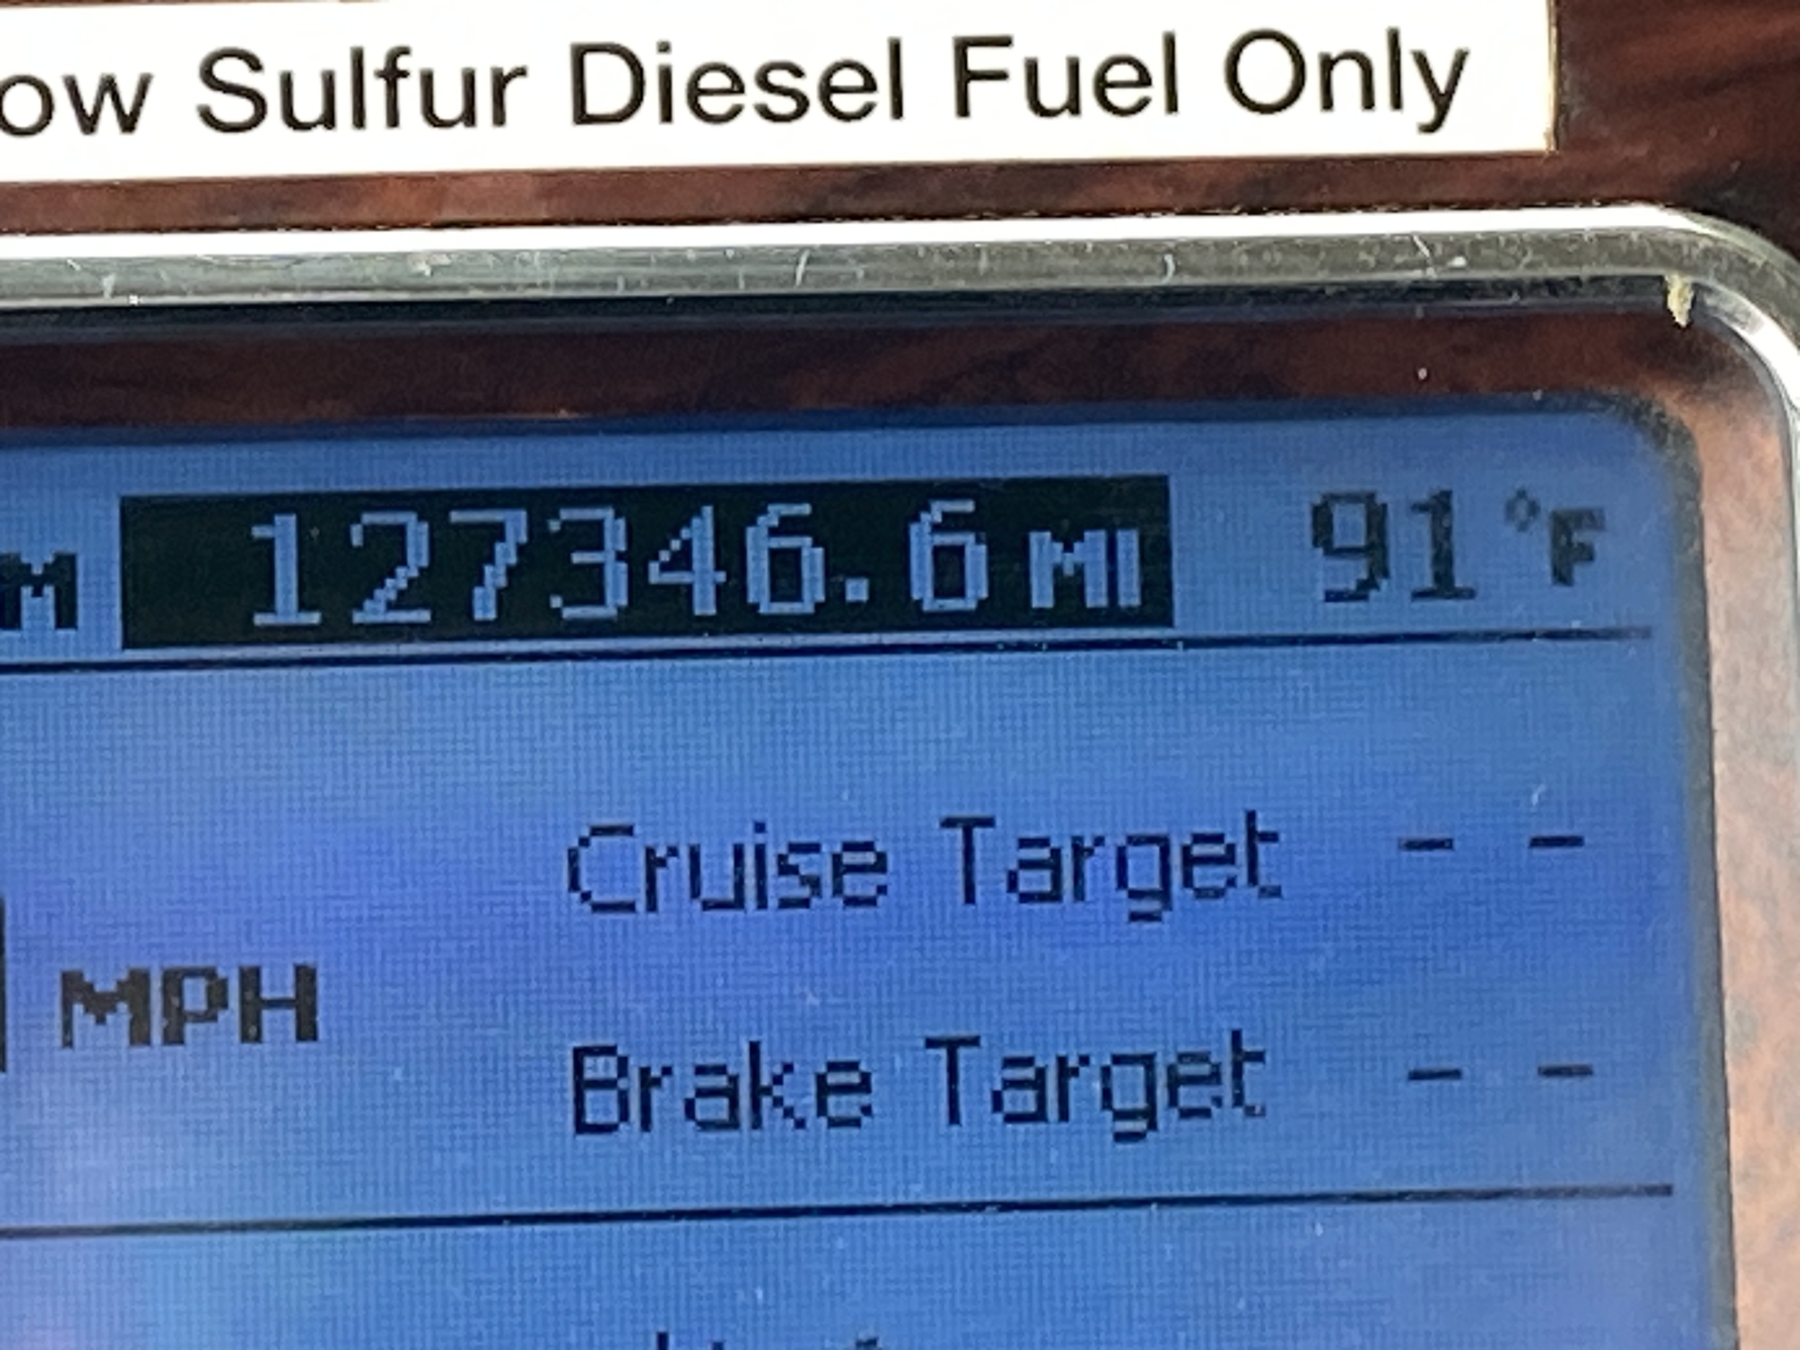 ow Sulfur Diesel Fuel Only
M 127346.6 MI 91 °F
Cruise Target - -
MPH
Brake Target - -